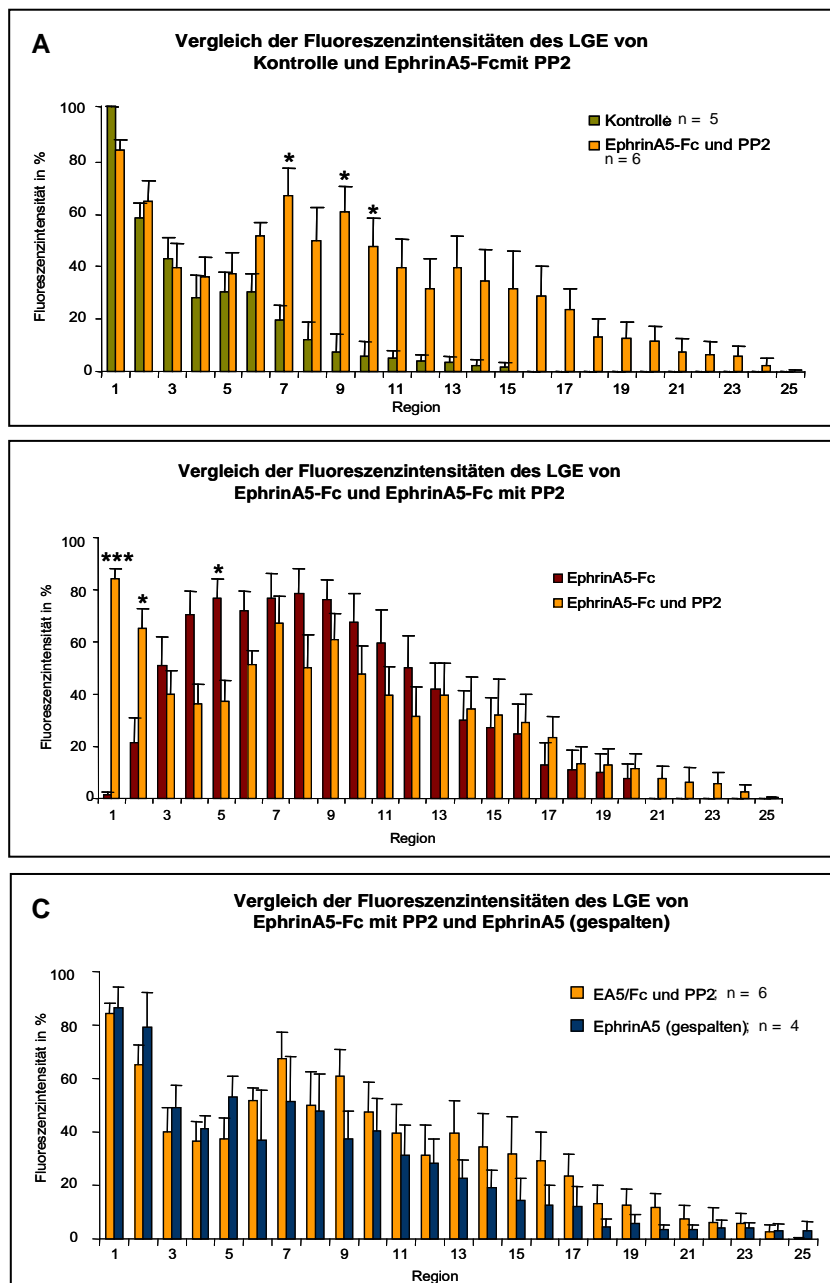 A
Vergleich der Fluoreszenzintensitäten des LGE von
Kontrolle und EphrinA5-Fcmit PP2
Fluoreszenzintensität in %
100
80
60
40
20
0
* * *
Kontrolle; n = 5
EphrinA5-Fc und PP2
n = 6
1 3 5 7 9 11 13 15 17 19 21 23 25
Region
Vergleich der Fluoreszenzintensitäten des LGE von
EphrinA5-Fc und EphrinA5-Fc mit PP2
Fluoreszenzintensität in %
100
80
60
40
20
0
*** * *
EphrinA5-Fc
EphrinA5-Fc und PP2
1 3 5 7 9 11 13 15 17 19 21 23 25
Region
C
Vergleich der Fluoreszenzintensitäten des LGE von
EphrinA5-Fc mit PP2 und EphrinA5 (gespalten)
Fluoreszenzintensität in %
100
80
60
40
20
0
EA5/Fc und PP2; n = 6
EphrinA5 (gespalten); n = 4
1 3 5 7 9 11 13 15 17 19 21 23 25
Region